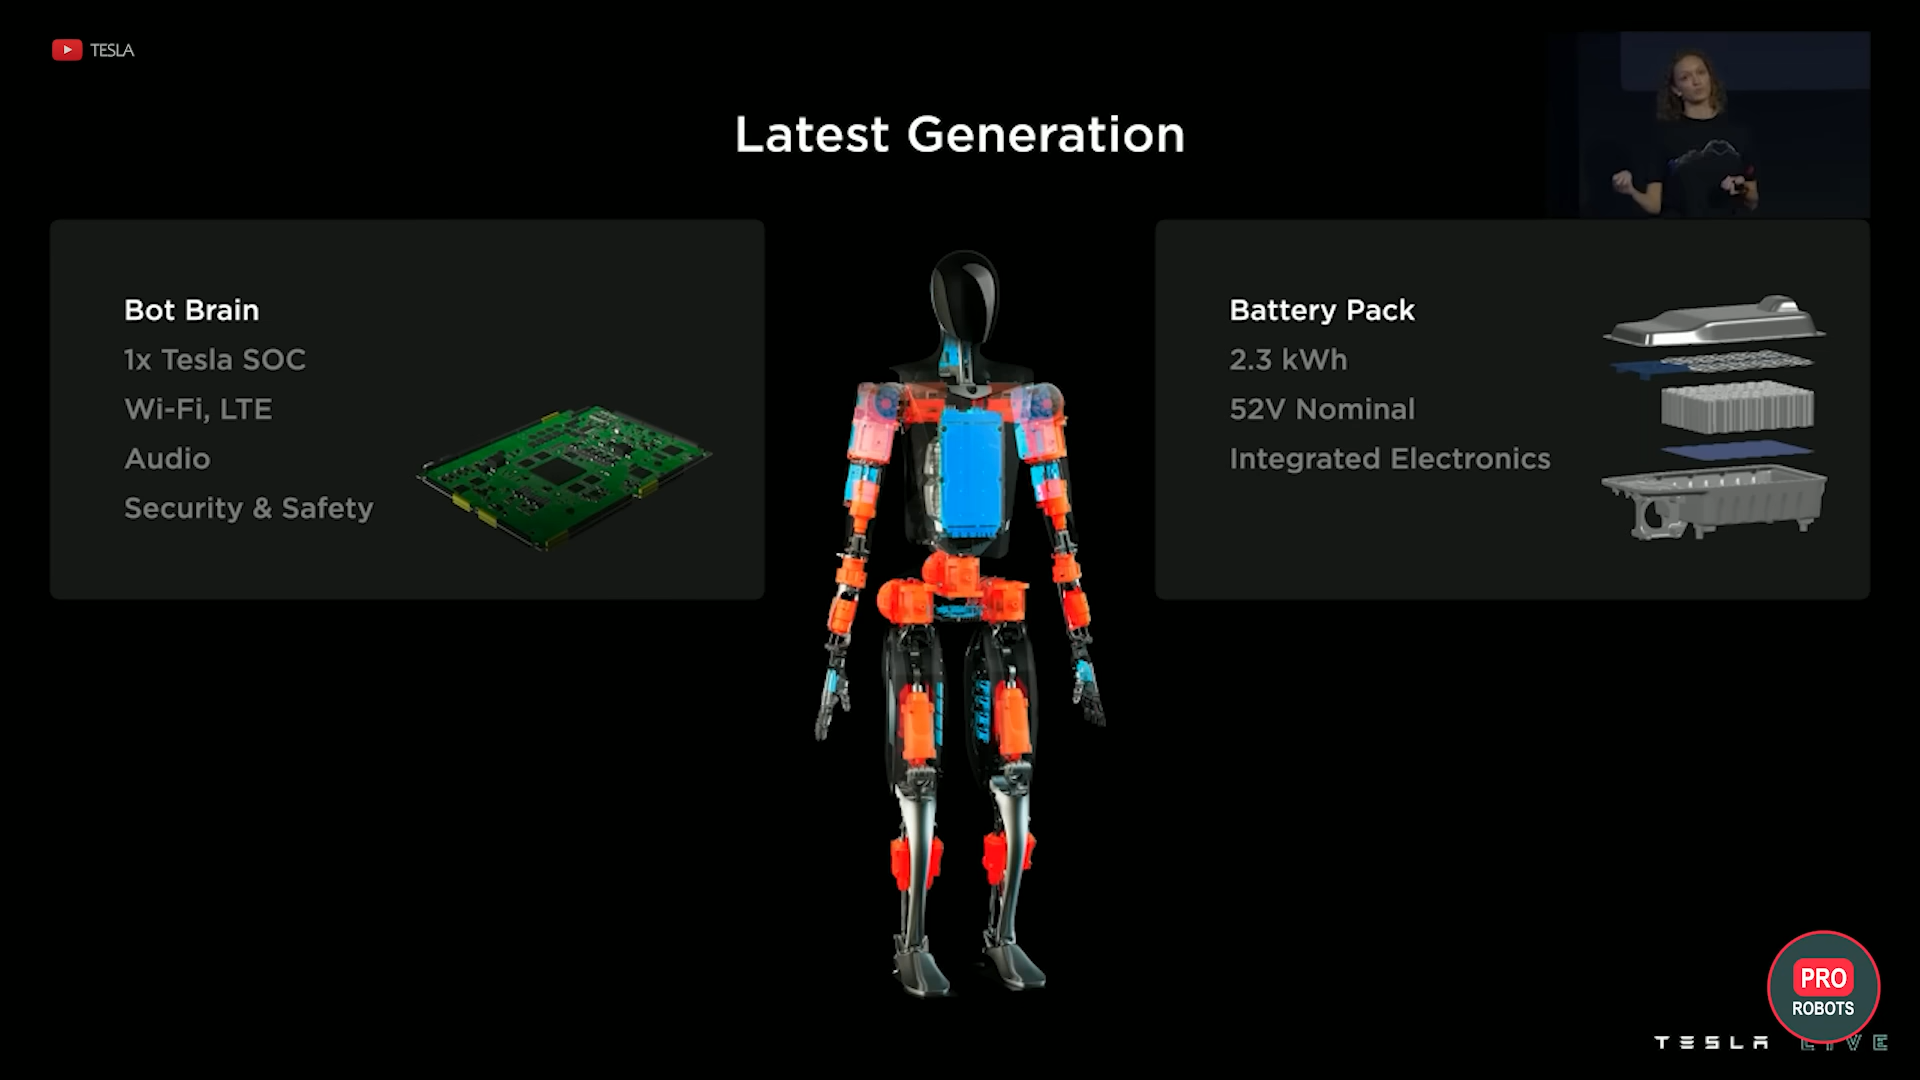 TESLA
Latest Generation
Bot Brain
1x Tesla SOC
Wi-Fi, LTE
Audio
Security & Safety
Battery Pack
2.3 kWh
52V Nominal
Integrated Electronics
PRO
ROBOTS
TESLA LIVE